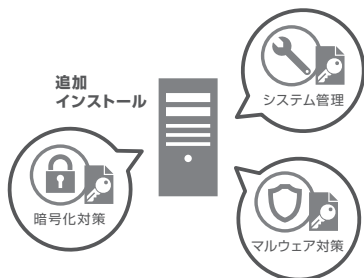 追加
インストール
システム管理
暗号化対策
マルウェア対策